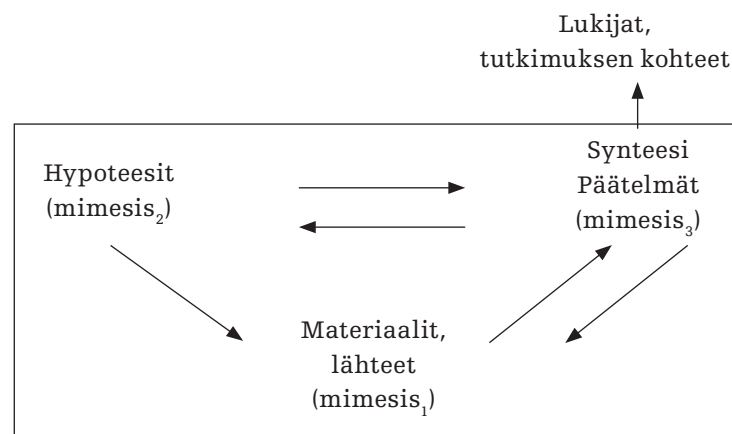 Lukijat,
tutkimuksen kohteet
Hypoteesit
(mimesis₂)
Synteesi
Päätelmät
(mimesis₃)
Materiaalit,
lähteet
(mimesis₁)